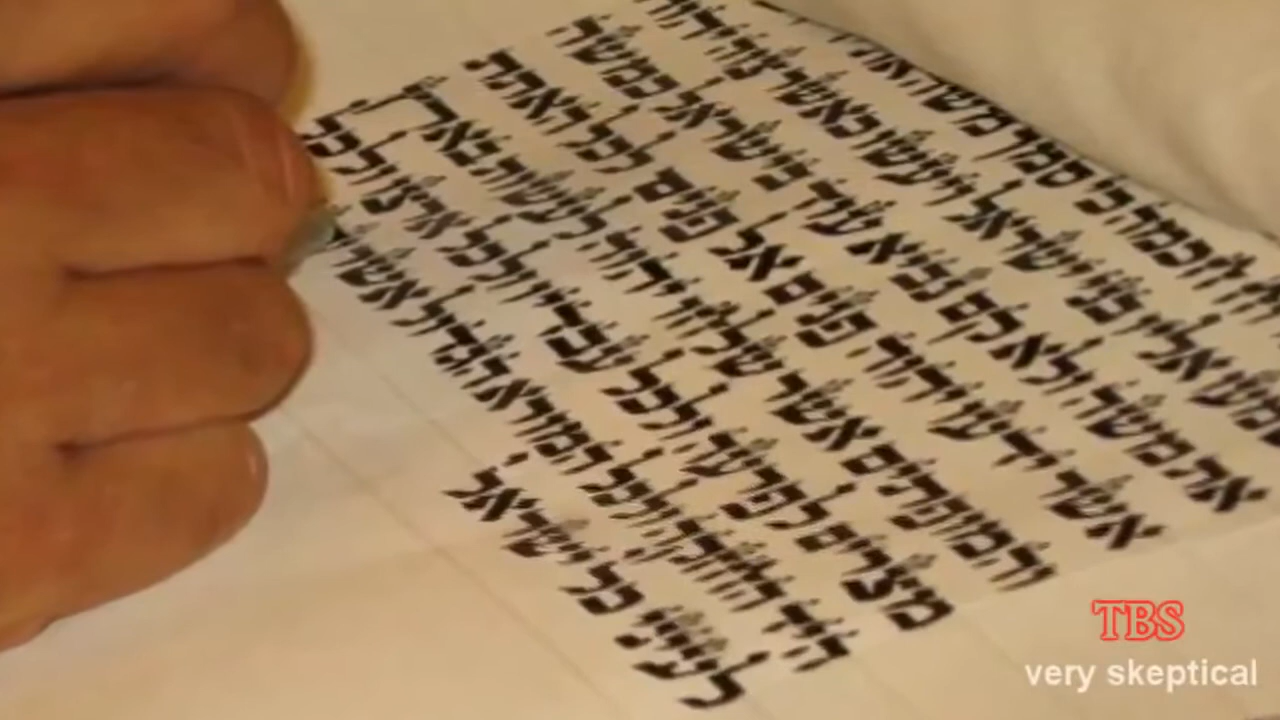 חכמה כי סמך משה את
אליו בני ישראל ויעשו כאשר צוה יהוה
את משה ולא קם נביא עוד בישראל כמשה
אשר ידעו יהוה פנים אל פנים לכל האתת
והמופתים אשר שלחו יהוה לעשות בארץ
מצרים לפרעה ולכל עבדיו ולכל ארצו ולכל
היד החזקה ולכל המורא הגדול אשר
לעיני כל ישראל
TBS
very skeptical